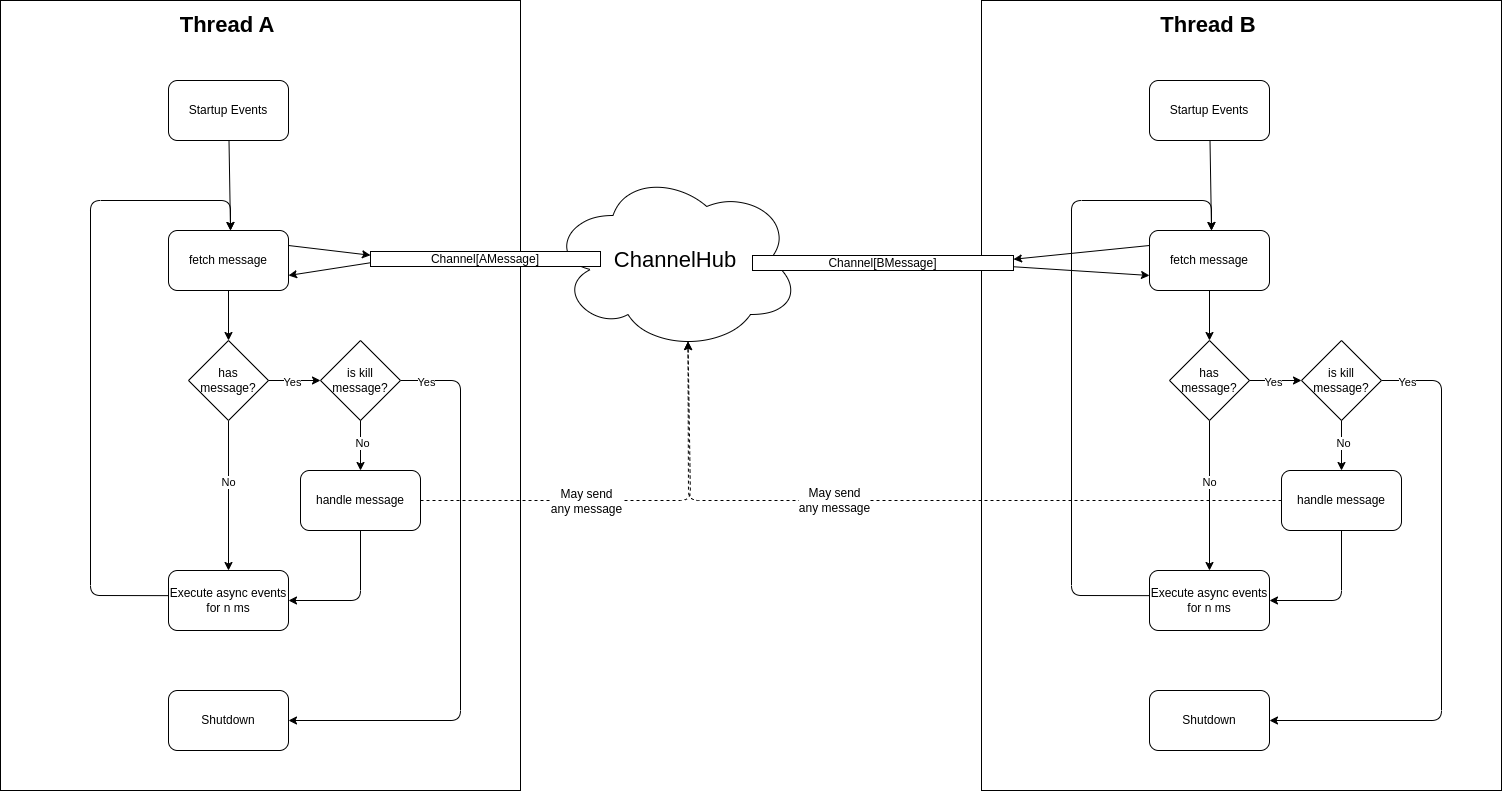 Thread A
Startup Events
fetch message
Channel[AMessage]
has
message?
Yes
is kill
message?
Yes
No
No
handle message
Execute async events
for n ms
Shutdown
ChannelHub
May send
any message
May send
any message
Thread B
Startup Events
Channel[BMessage]
fetch message
has
message?
Yes
is kill
message?
Yes
No
No
handle message
Execute async events
for n ms
Shutdown